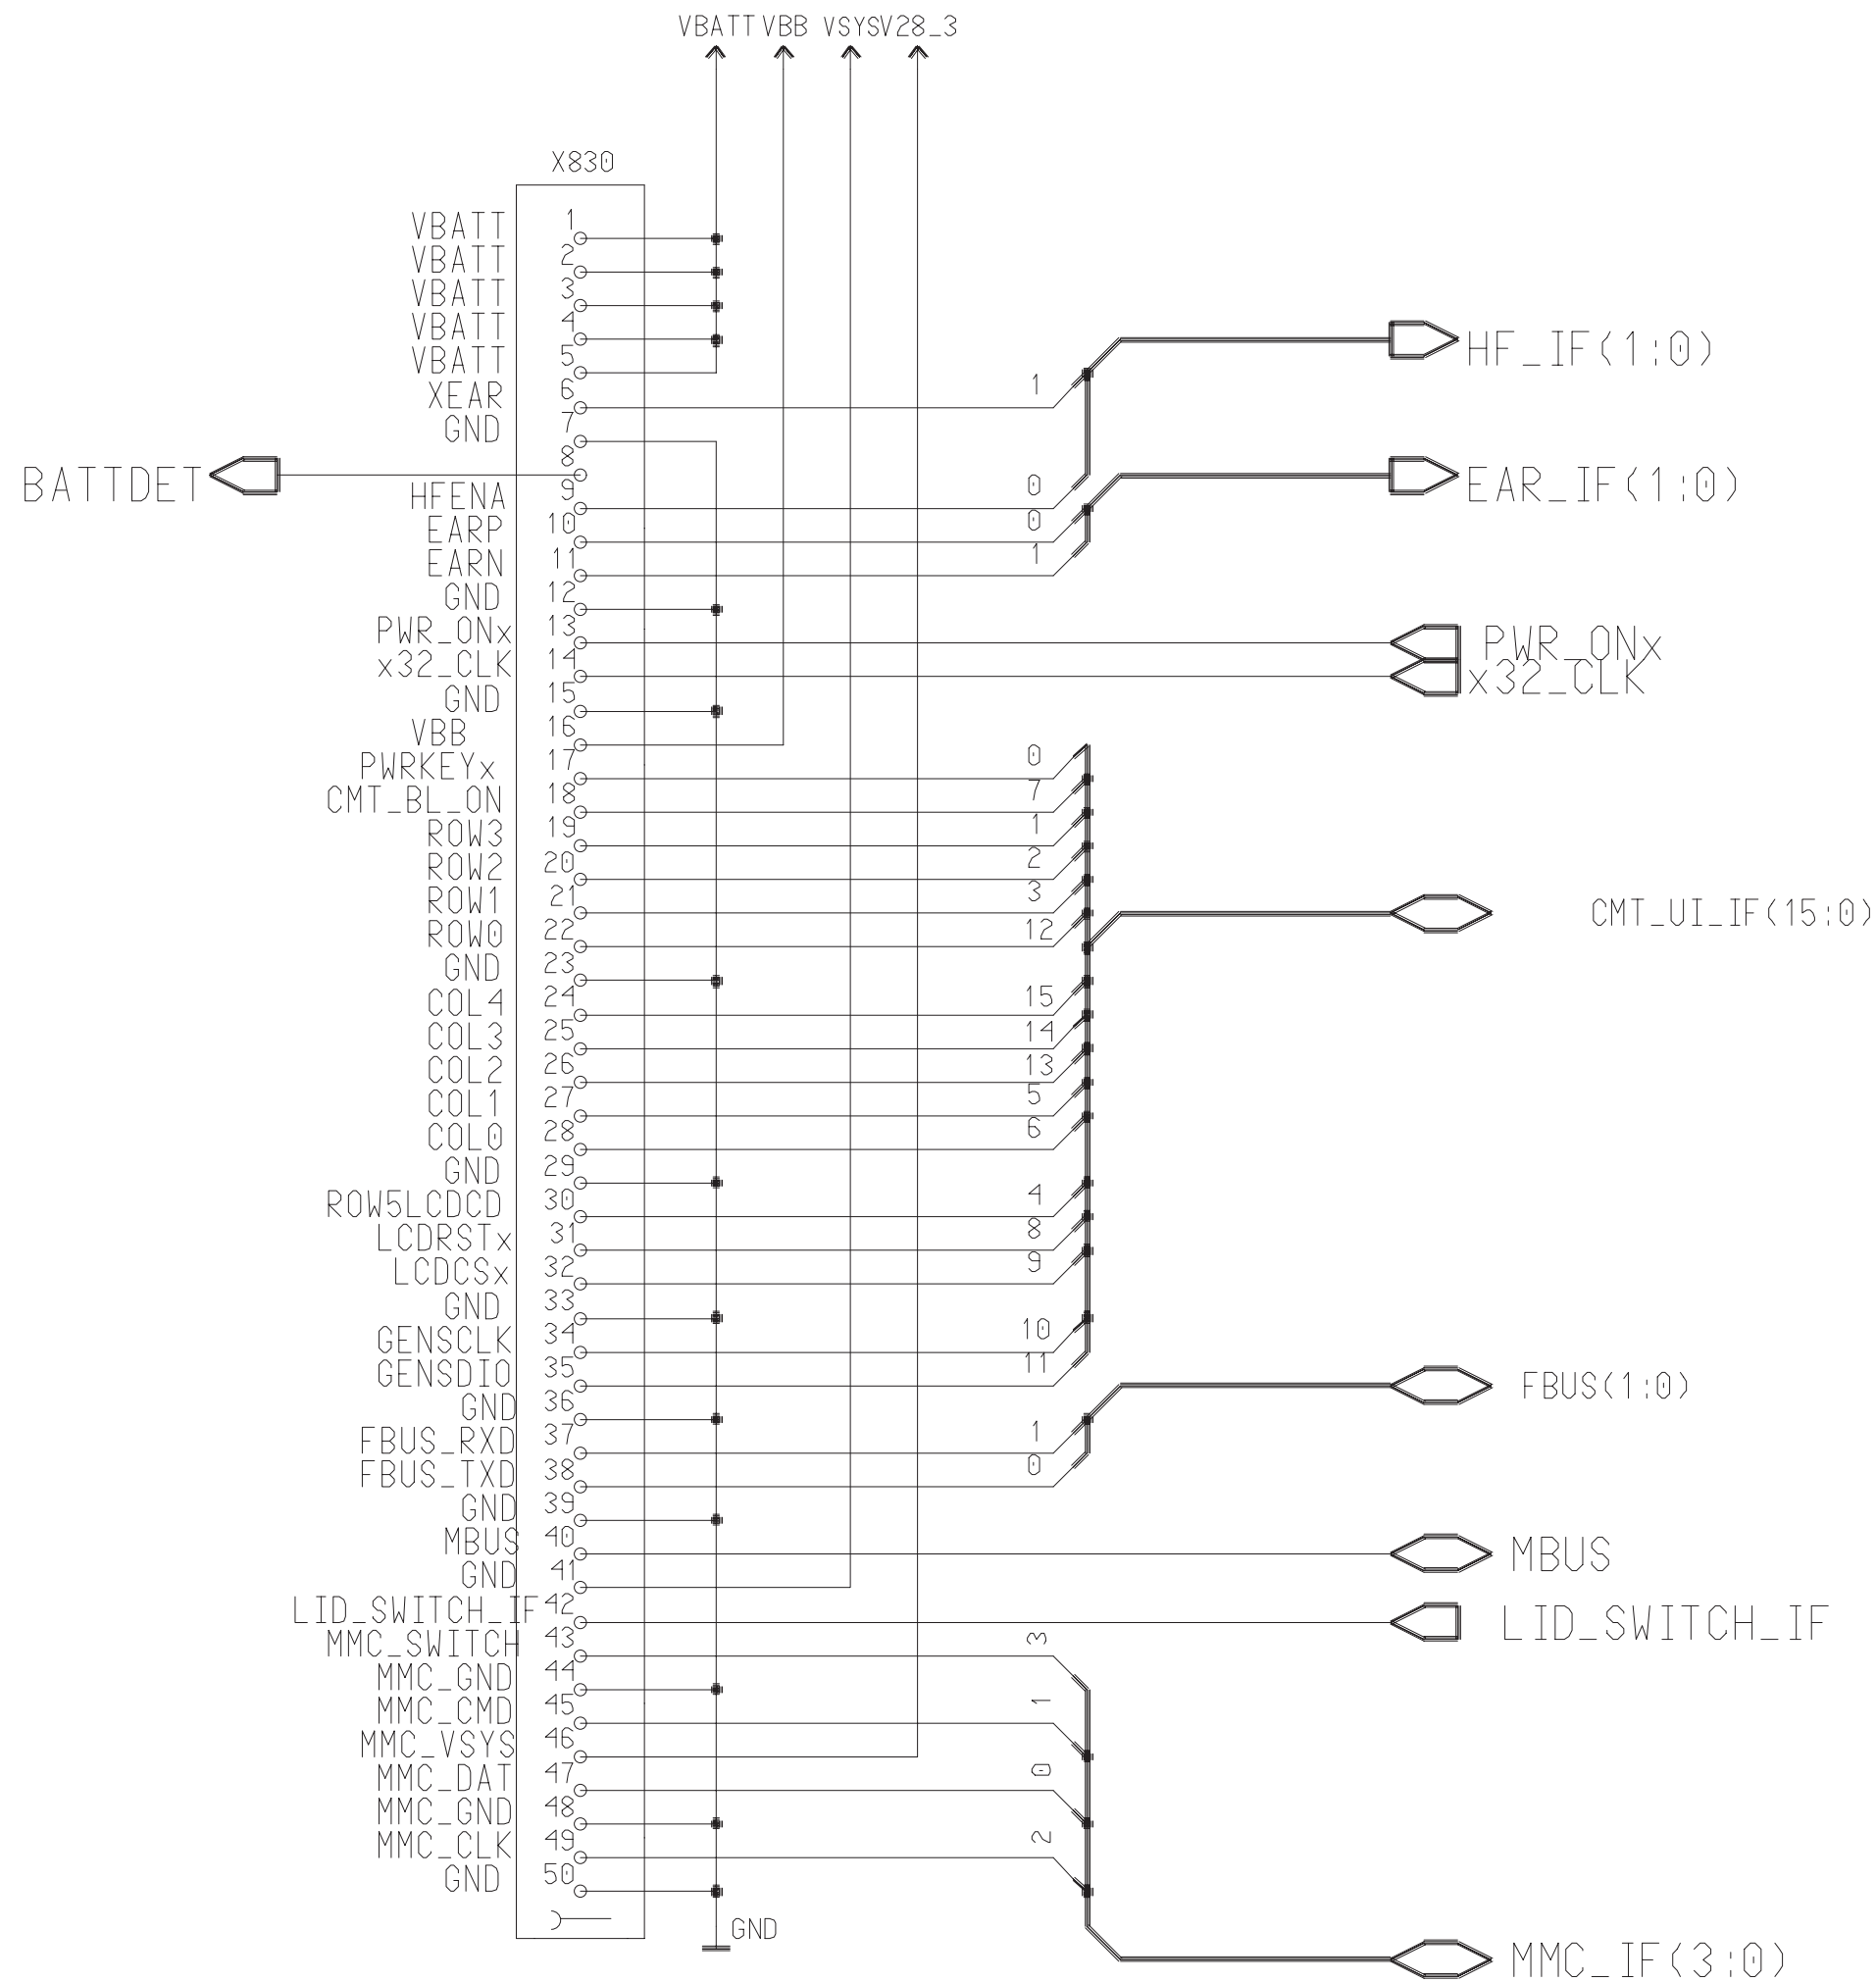 VBATT VBB VSYS V28_3
X830
VBATT 1
VBATT 2
VBATT 3
VBATT 4
VBATT 5
HF_IF(1:0)
XEAR 6 1
GND 7
BATTDET 8
EAR_IF(1:0)
HFENA 9 0
EARP 10 0
EARN 11 1
GND 12
PWR_ONx 13 PWR_ONx
x32_CLK 14 x32_CLK
GND 15
VBB 16
PWRKEYx 17 0
CMT_BL_ON 18 7
ROW3 19 1
ROW2 20 2
ROW1 21 3
CMT_UI_IF(15:0)
ROW0 22 12
GND 23
COL4 24 15
COL3 25 14
COL2 26 13
COL1 27 5
COL0 28 6
GND 29
ROW5LCDCD 30 4
LCDRSTx 31 8
LCDCSx 32 9
GND 33
GENSCLK 34 10
GENSDIO 35 11
FBUS(1:0)
GND 36
FBUS_RXD 37 1
FBUS_TXD 38 0
GND 39
MBUS 40 MBUS
GND 41
LID_SWITCH_IF 42 LID_SWITCH_IF
MMC_SWITCH 43 3
MMC_GND 44
MMC_CMD 45 1
MMC_VSYS 46
MMC_DAT 47 0
MMC_GND 48
MMC_CLK 49 2
GND 50
GND
MMC_IF(3:0)